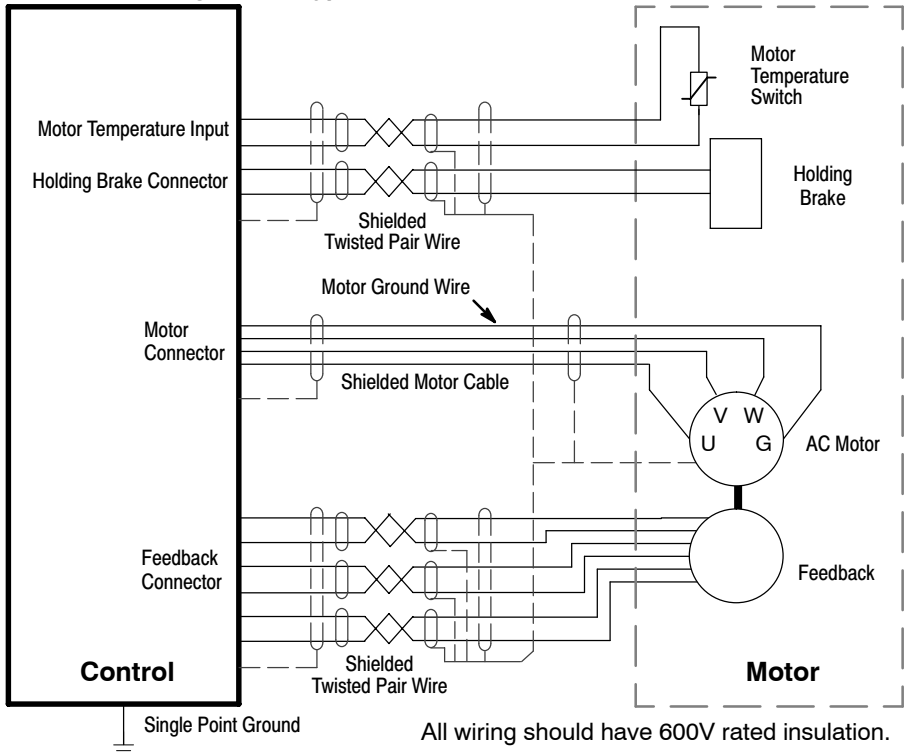 Motor
Temperature
Switch
Motor Temperature Input
Holding Brake Connector
Holding
Brake
Shielded
Twisted Pair Wire
Motor Ground Wire
Motor
Connector
Shielded Motor Cable
V W
U G
AC Motor
Feedback
Connector
Feedback
Control
Shielded
Twisted Pair Wire
Motor
Single Point Ground
All wiring should have 600V rated insulation.